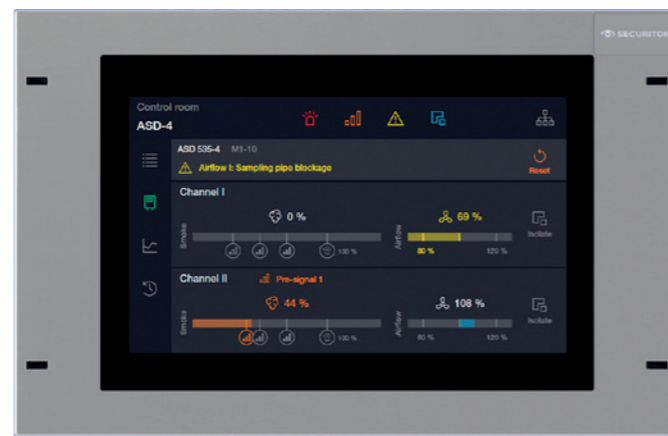 SECURITON
Control room
ASD-4
ASD 535-4 M1-10
Airflow I: Sampling pipe blockage
Reset
Channel I
0 %
69 %
Smoke
100 %
Airflow
80 %
120 %
Isolate
Channel II
Pre-signal 1
44 %
108 %
Smoke
100 %
Airflow
80 %
120 %
Isolate